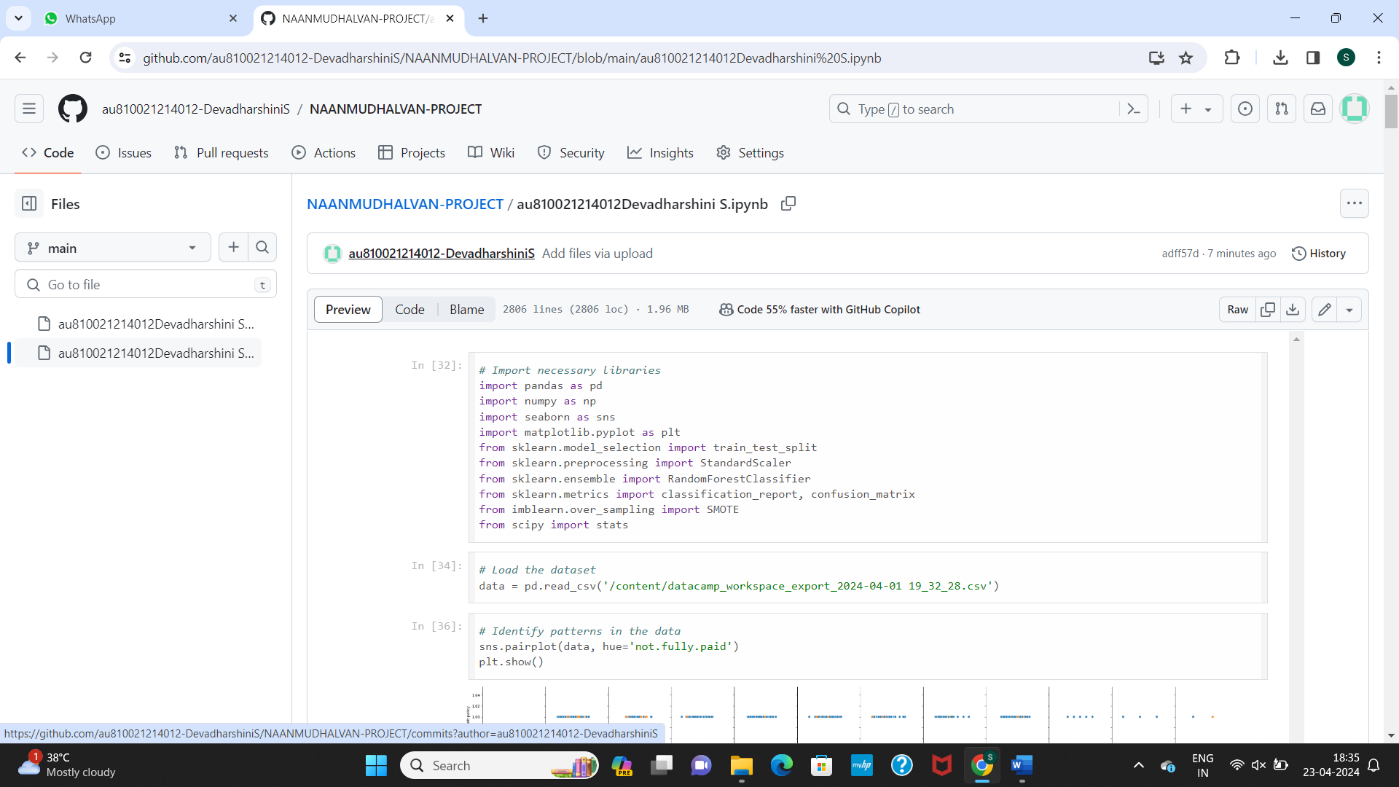 WhatsApp
NAANMUDHALVAN-PROJECT/a
github.com/au810021214012-DevadharshiniS/NAANMUDHALVAN-PROJECT/blob/main/au810021214012Devadharshini%20S.ipynb
S
au810021214012-DevadharshiniS / NAANMUDHALVAN-PROJECT
Type / to search
Code Issues Pull requests Actions Projects Wiki Security Insights Settings
Files
NAANMUDHALVAN-PROJECT / au810021214012Devadharshini S.ipynb
main
au810021214012-DevadharshiniS Add files via upload adff57d · 7 minutes ago History
Go to file t
Preview Code Blame 2806 lines (2806 loc) · 1.96 MB Code 55% faster with GitHub Copilot Raw
au810021214012Devadharshini S...
au810021214012Devadharshini S...
In [32]:
# Import necessary libraries
import pandas as pd
import numpy as np
import seaborn as sns
import matplotlib.pyplot as plt
from sklearn.model_selection import train_test_split
from sklearn.preprocessing import StandardScaler
from sklearn.ensemble import RandomForestClassifier
from sklearn.metrics import classification_report, confusion_matrix
from imblearn.over_sampling import SMOTE
from scipy import stats
In [34]:
# Load the dataset
data = pd.read_csv('/content/datacamp_workspace_export_2024-04-01 19_32_28.csv')
In [36]:
# Identify patterns in the data
sns.pairplot(data, hue='not.fully.paid')
plt.show()
https://github.com/au810021214012-DevadharshiniS/NAANMUDHALVAN-PROJECT/commits?author=au810021214012-DevadharshiniS
1
38°C
Mostly cloudy
Search
PRE
S
ENG
IN
18:35
23-04-2024